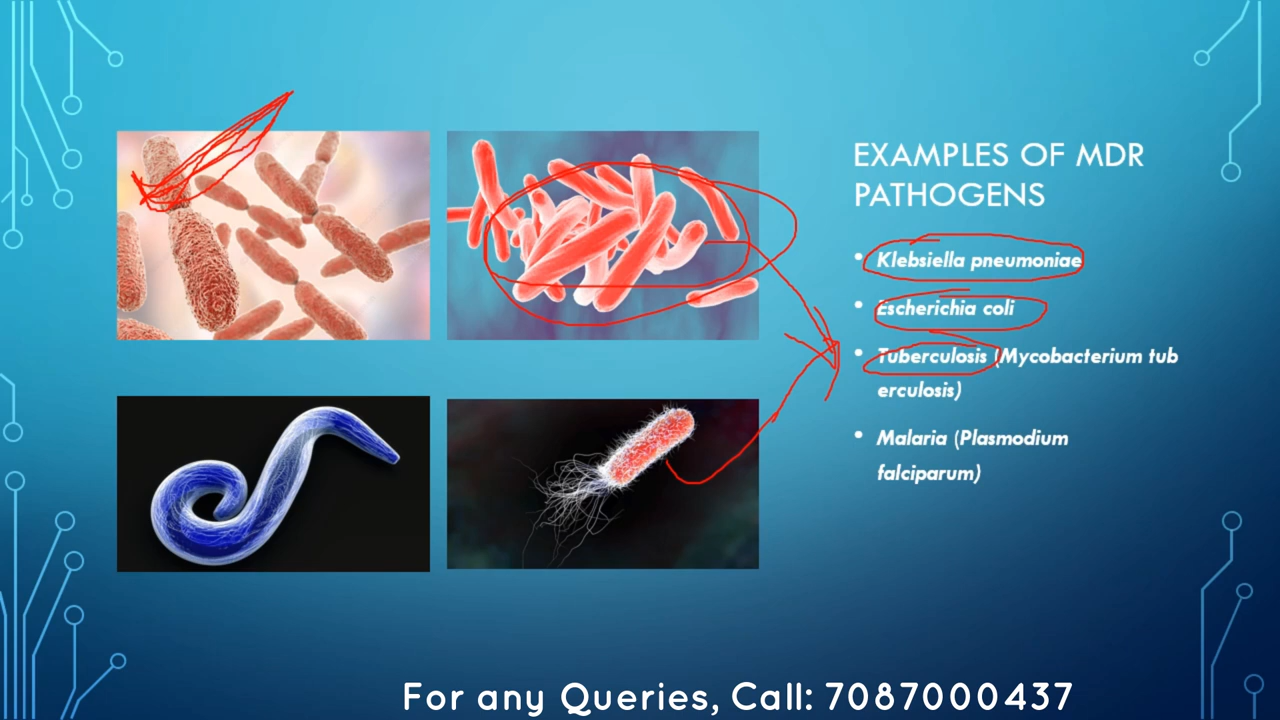 EXAMPLES OF MDR
PATHOGENS
• Klebsiella pneumoniae
• Escherichia coli
• Tuberculosis (Mycobacterium tub
erculosis)
• Malaria (Plasmodium
falciparum)
For any Queries, Call: 7087000437